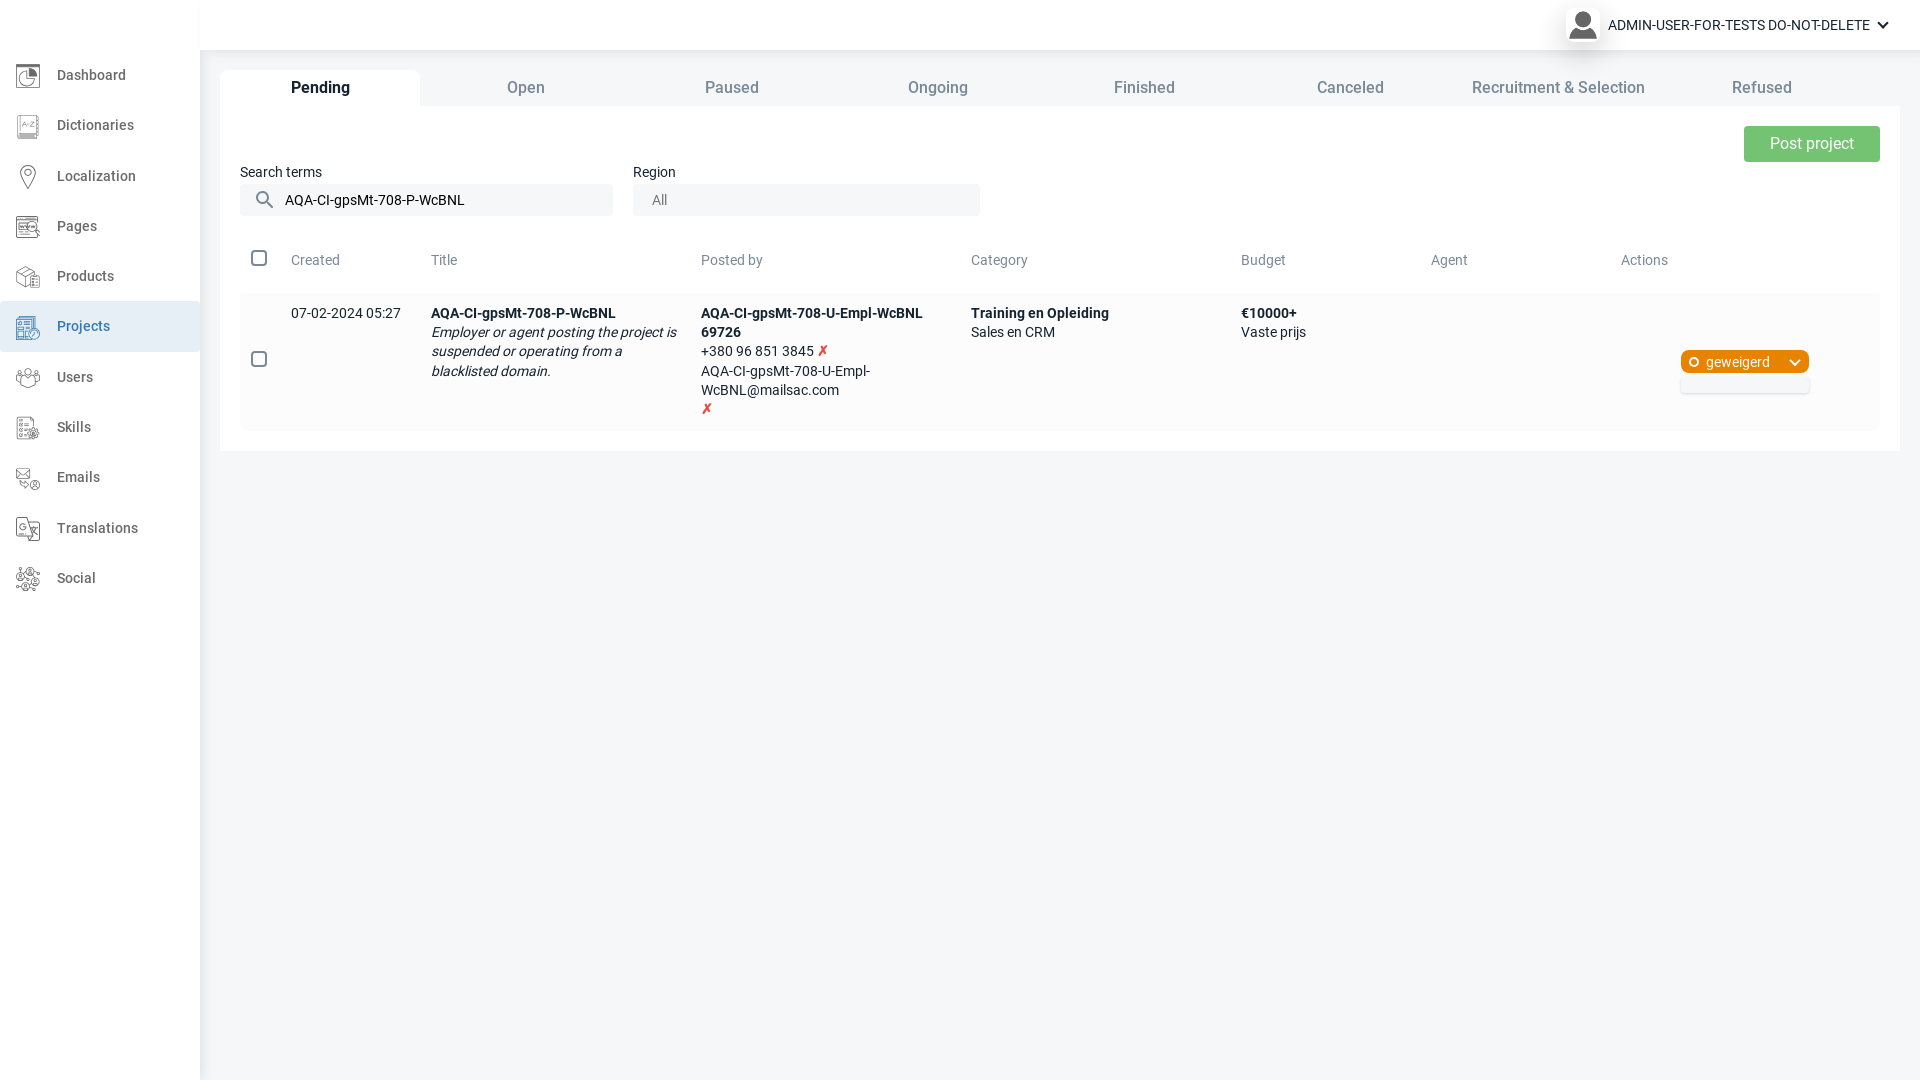 ADMIN-USER-FOR-TESTS DO-NOT-DELETE
Dashboard
Dictionaries
Localization
Pages
Products
Projects
Users
Skills
Emails
Translations
Social
Pending
Open
Paused
Ongoing
Finished
Canceled
Recruitment & Selection
Refused
Post project
Search terms
Region
AQA-CI-gpsMt-708-P-WcBNL
All
Created
Title
Posted by
Category
Budget
Agent
Actions
07-02-2024 05:27
AQA-CI-gpsMt-708-P-WcBNL
Employer or agent posting the project is
suspended or operating from a
blacklisted domain.
AQA-CI-gpsMt-708-U-Empl-WcBNL
69726
+380 96 851 3845 ✗
AQA-CI-gpsMt-708-U-Empl-
WcBNL@mailsac.com
✗
Training en Opleiding
Sales en CRM
€10000+
Vaste prijs
geweigerd